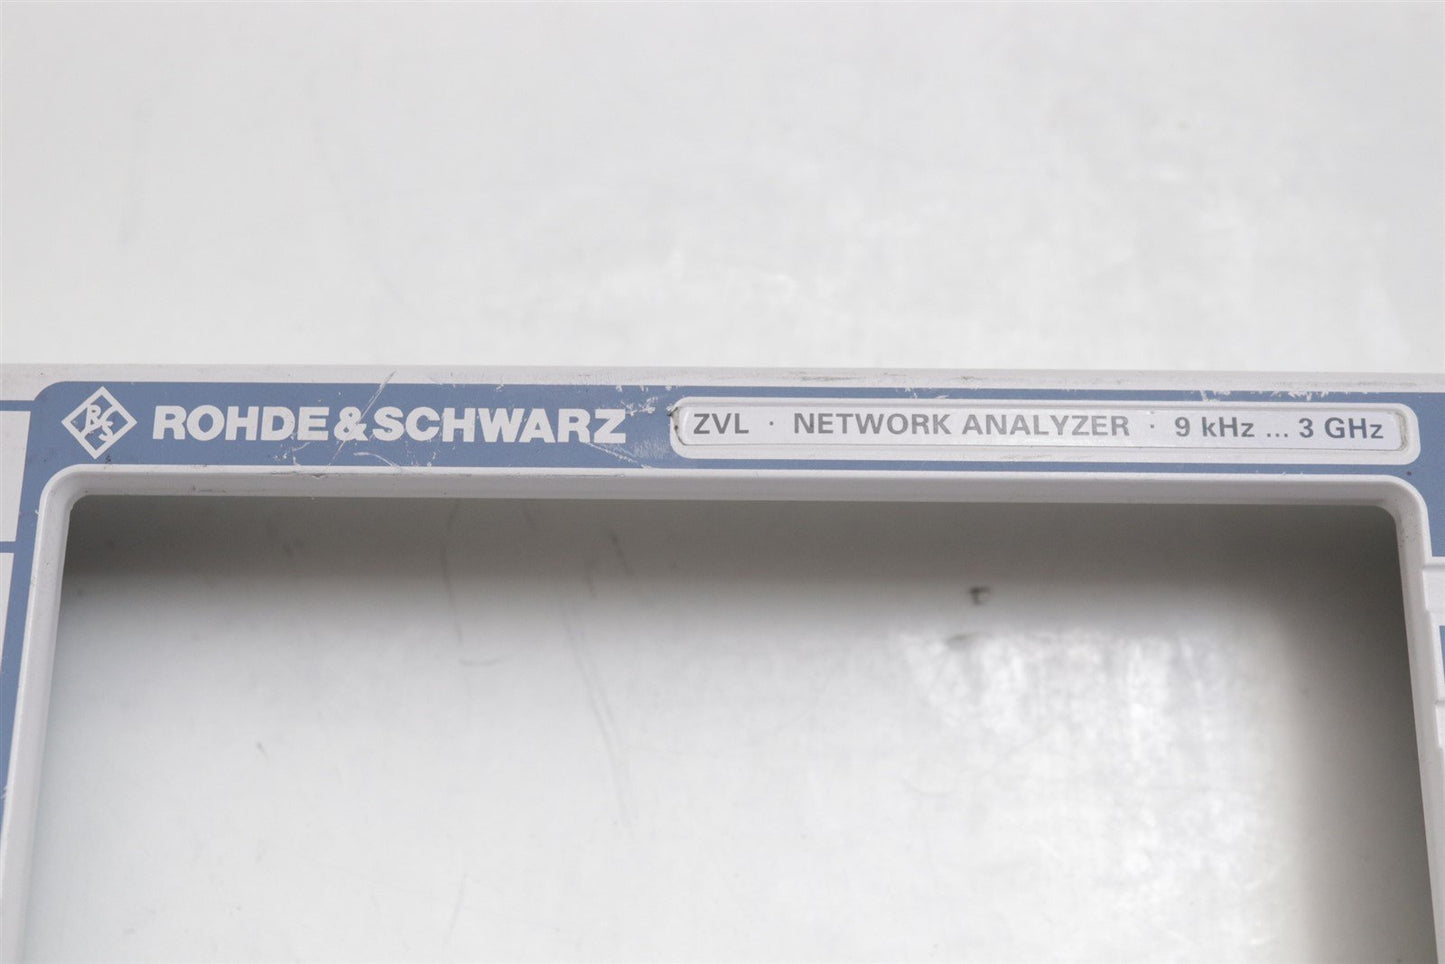 R&S ROHDE&SCHWARZ ZVL · NETWORK ANALYZER · 9 kHz ... 3 GHz